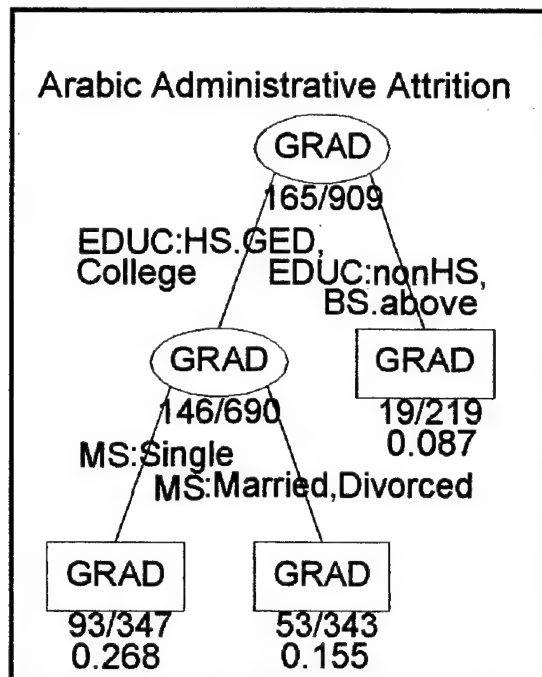 Arabic Administrative Attrition
GRAD
165/909
EDUC:HS.GED,
College
EDUC:nonHS,
BS.above
GRAD
146/690
GRAD
19/219
0.087
MS:Single
MS:Married,Divorced
GRAD
93/347
0.268
GRAD
53/343
0.155